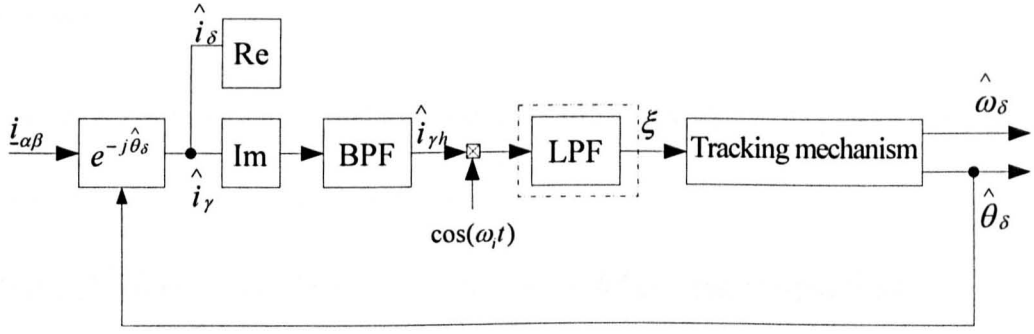 î_δ
Re
i_αβ
e^{-jθ̂_δ}
Im
BPF
î_γh
LPF
ξ
Tracking mechanism
ω̂_δ
î_γ
cos(ω_i t)
θ̂_δ